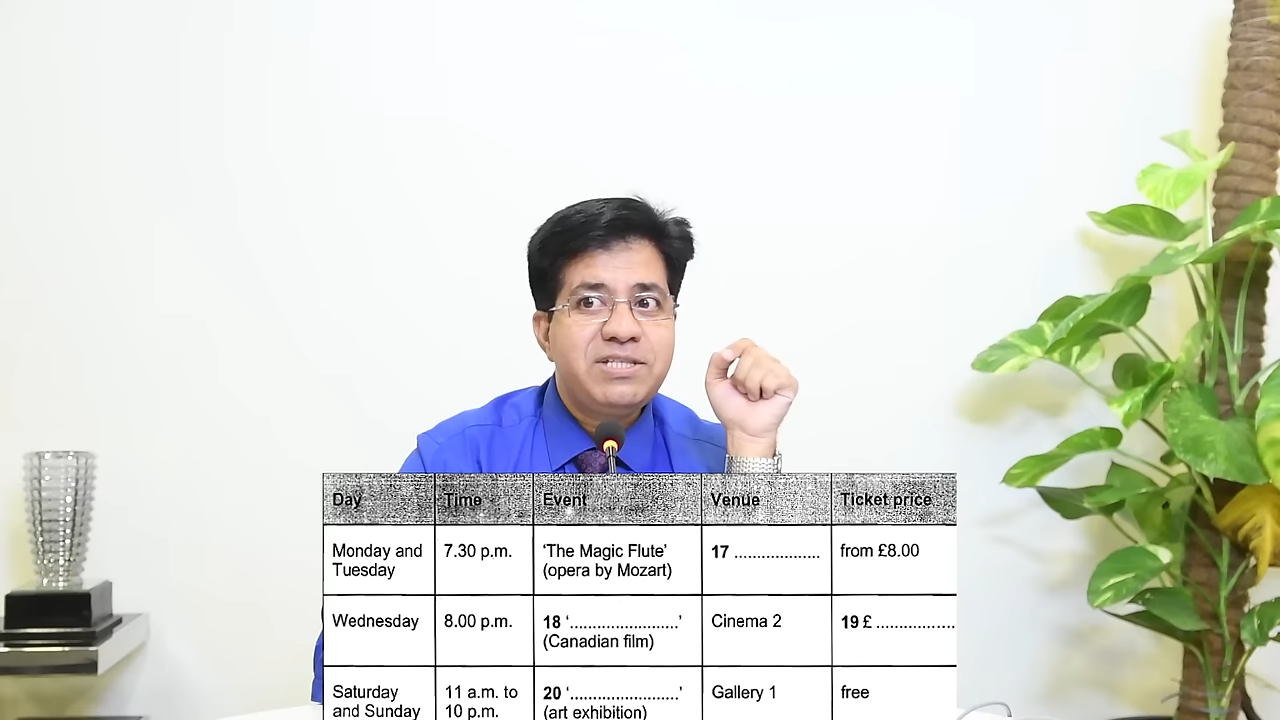 Day Time Event Venue Ticket price
Monday and 7.30 p.m. ‘The Magic Flute’ 17 ................... from £8.00
Tuesday (opera by Mozart)
Wednesday 8.00 p.m. 18 ‘........................’ Cinema 2 19 £ ................
(Canadian film)
Saturday 11 a.m. to 20 ‘........................’ Gallery 1 free
and Sunday 10 p.m. (art exhibition)